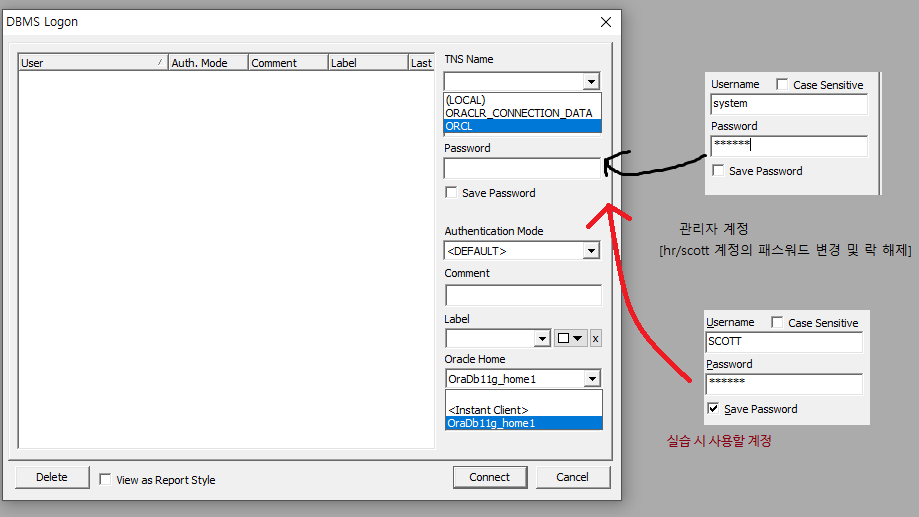 DBMS Logon
User
Auth. Mode
Comment
Label
Last
TNS Name
(LOCAL)
ORACLR_CONNECTION_DATA
ORCL
Password
Save Password
Authentication Mode
<DEFAULT>
Comment
Label
x
Oracle Home
OraDb11g_home1
<Instant Client>
OraDb11g_home1
Delete
View as Report Style
Connect
Cancel
Username
Case Sensitive
system
Password
******
Save Password
관리자 계정
[hr/scott 계정의 패스워드 변경 및 락 해제]
Username
Case Sensitive
SCOTT
Password
******
Save Password
실습 시 사용할 계정